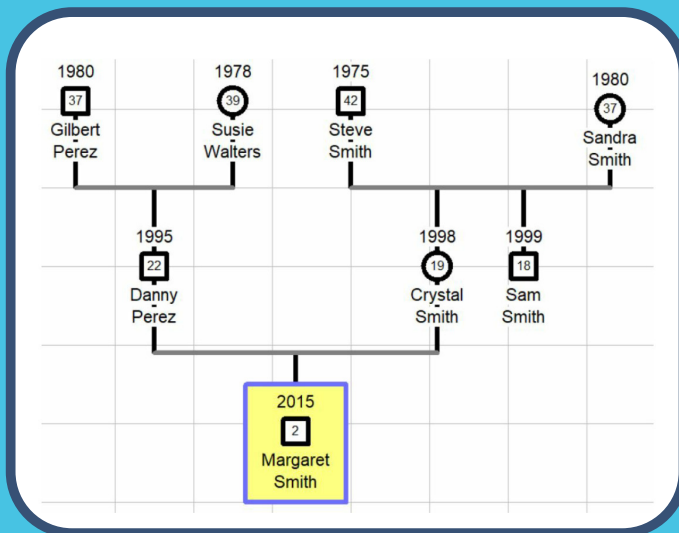 1980
37
Gilbert
Perez
1978
39
Susie
Walters
1975
42
Steve
Smith
1980
37
Sandra
Smith
1995
22
Danny
Perez
1998
19
Crystal
Smith
1999
18
Sam
Smith
2015
2
Margaret
Smith